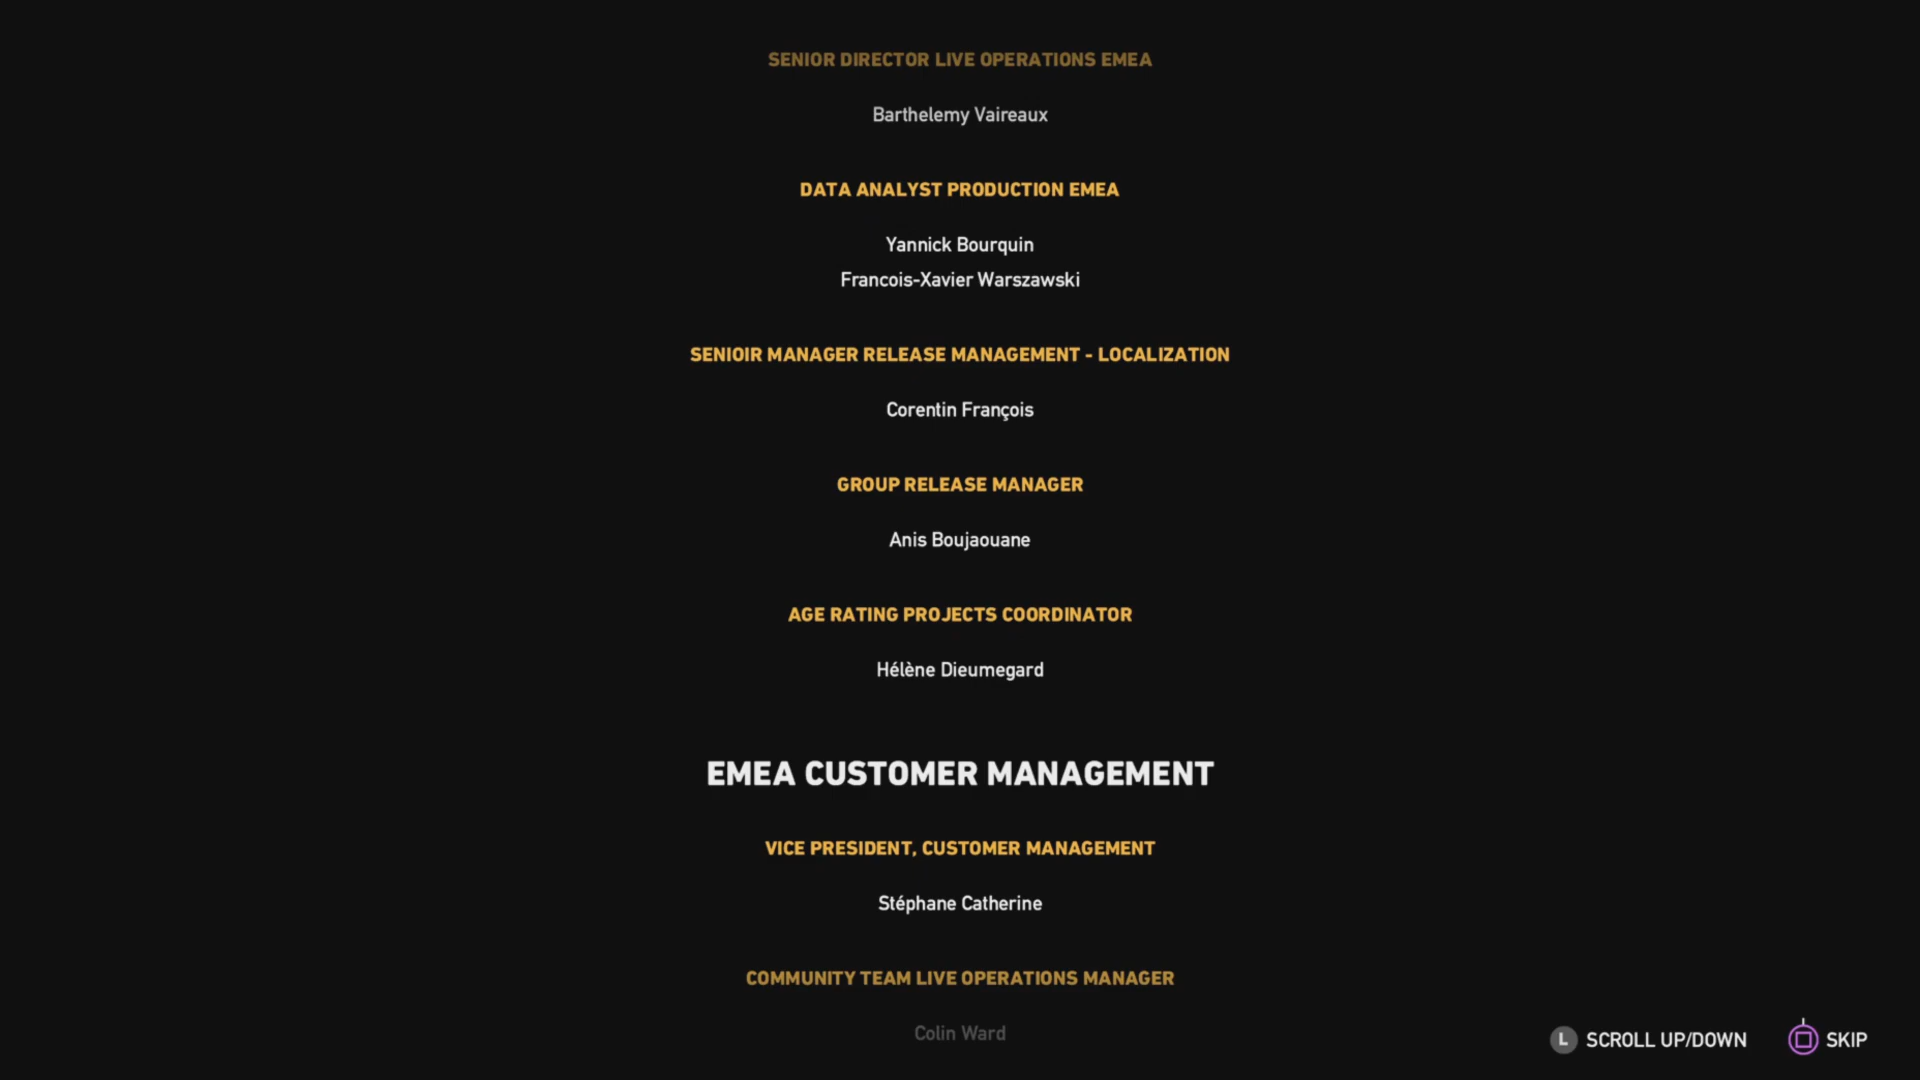 SENIOR DIRECTOR LIVE OPERATIONS EMEA
Barthelemy Vaireaux
DATA ANALYST PRODUCTION EMEA
Yannick Bourquin
Francois-Xavier Warszawski
SENIOIR MANAGER RELEASE MANAGEMENT - LOCALIZATION
Corentin François
GROUP RELEASE MANAGER
Anis Boujaouane
AGE RATING PROJECTS COORDINATOR
Hélène Dieumegard
EMEA CUSTOMER MANAGEMENT
VICE PRESIDENT, CUSTOMER MANAGEMENT
Stéphane Catherine
COMMUNITY TEAM LIVE OPERATIONS MANAGER
Colin Ward
L SCROLL UP/DOWN SKIP